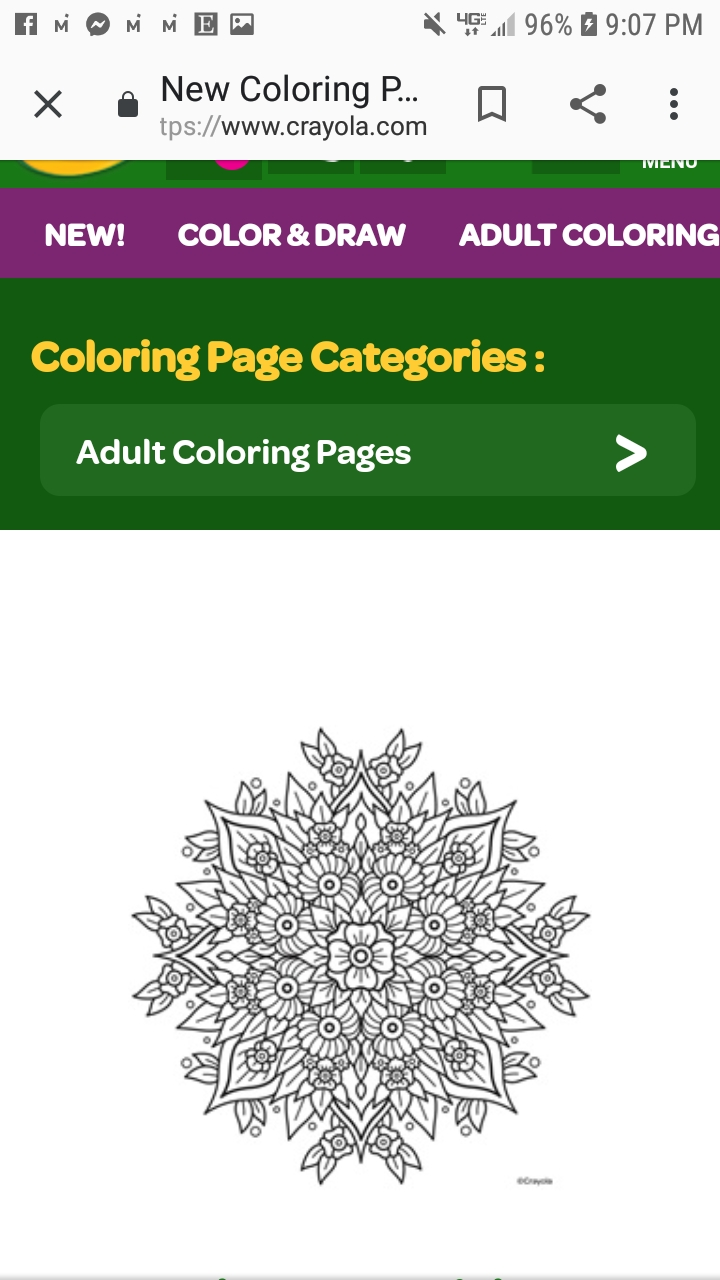 96% 9:07 PM
New Coloring P...
tps://www.crayola.com
MENU
NEW! COLOR & DRAW ADULT COLORING
Coloring Page Categories :
Adult Coloring Pages >
©Crayola